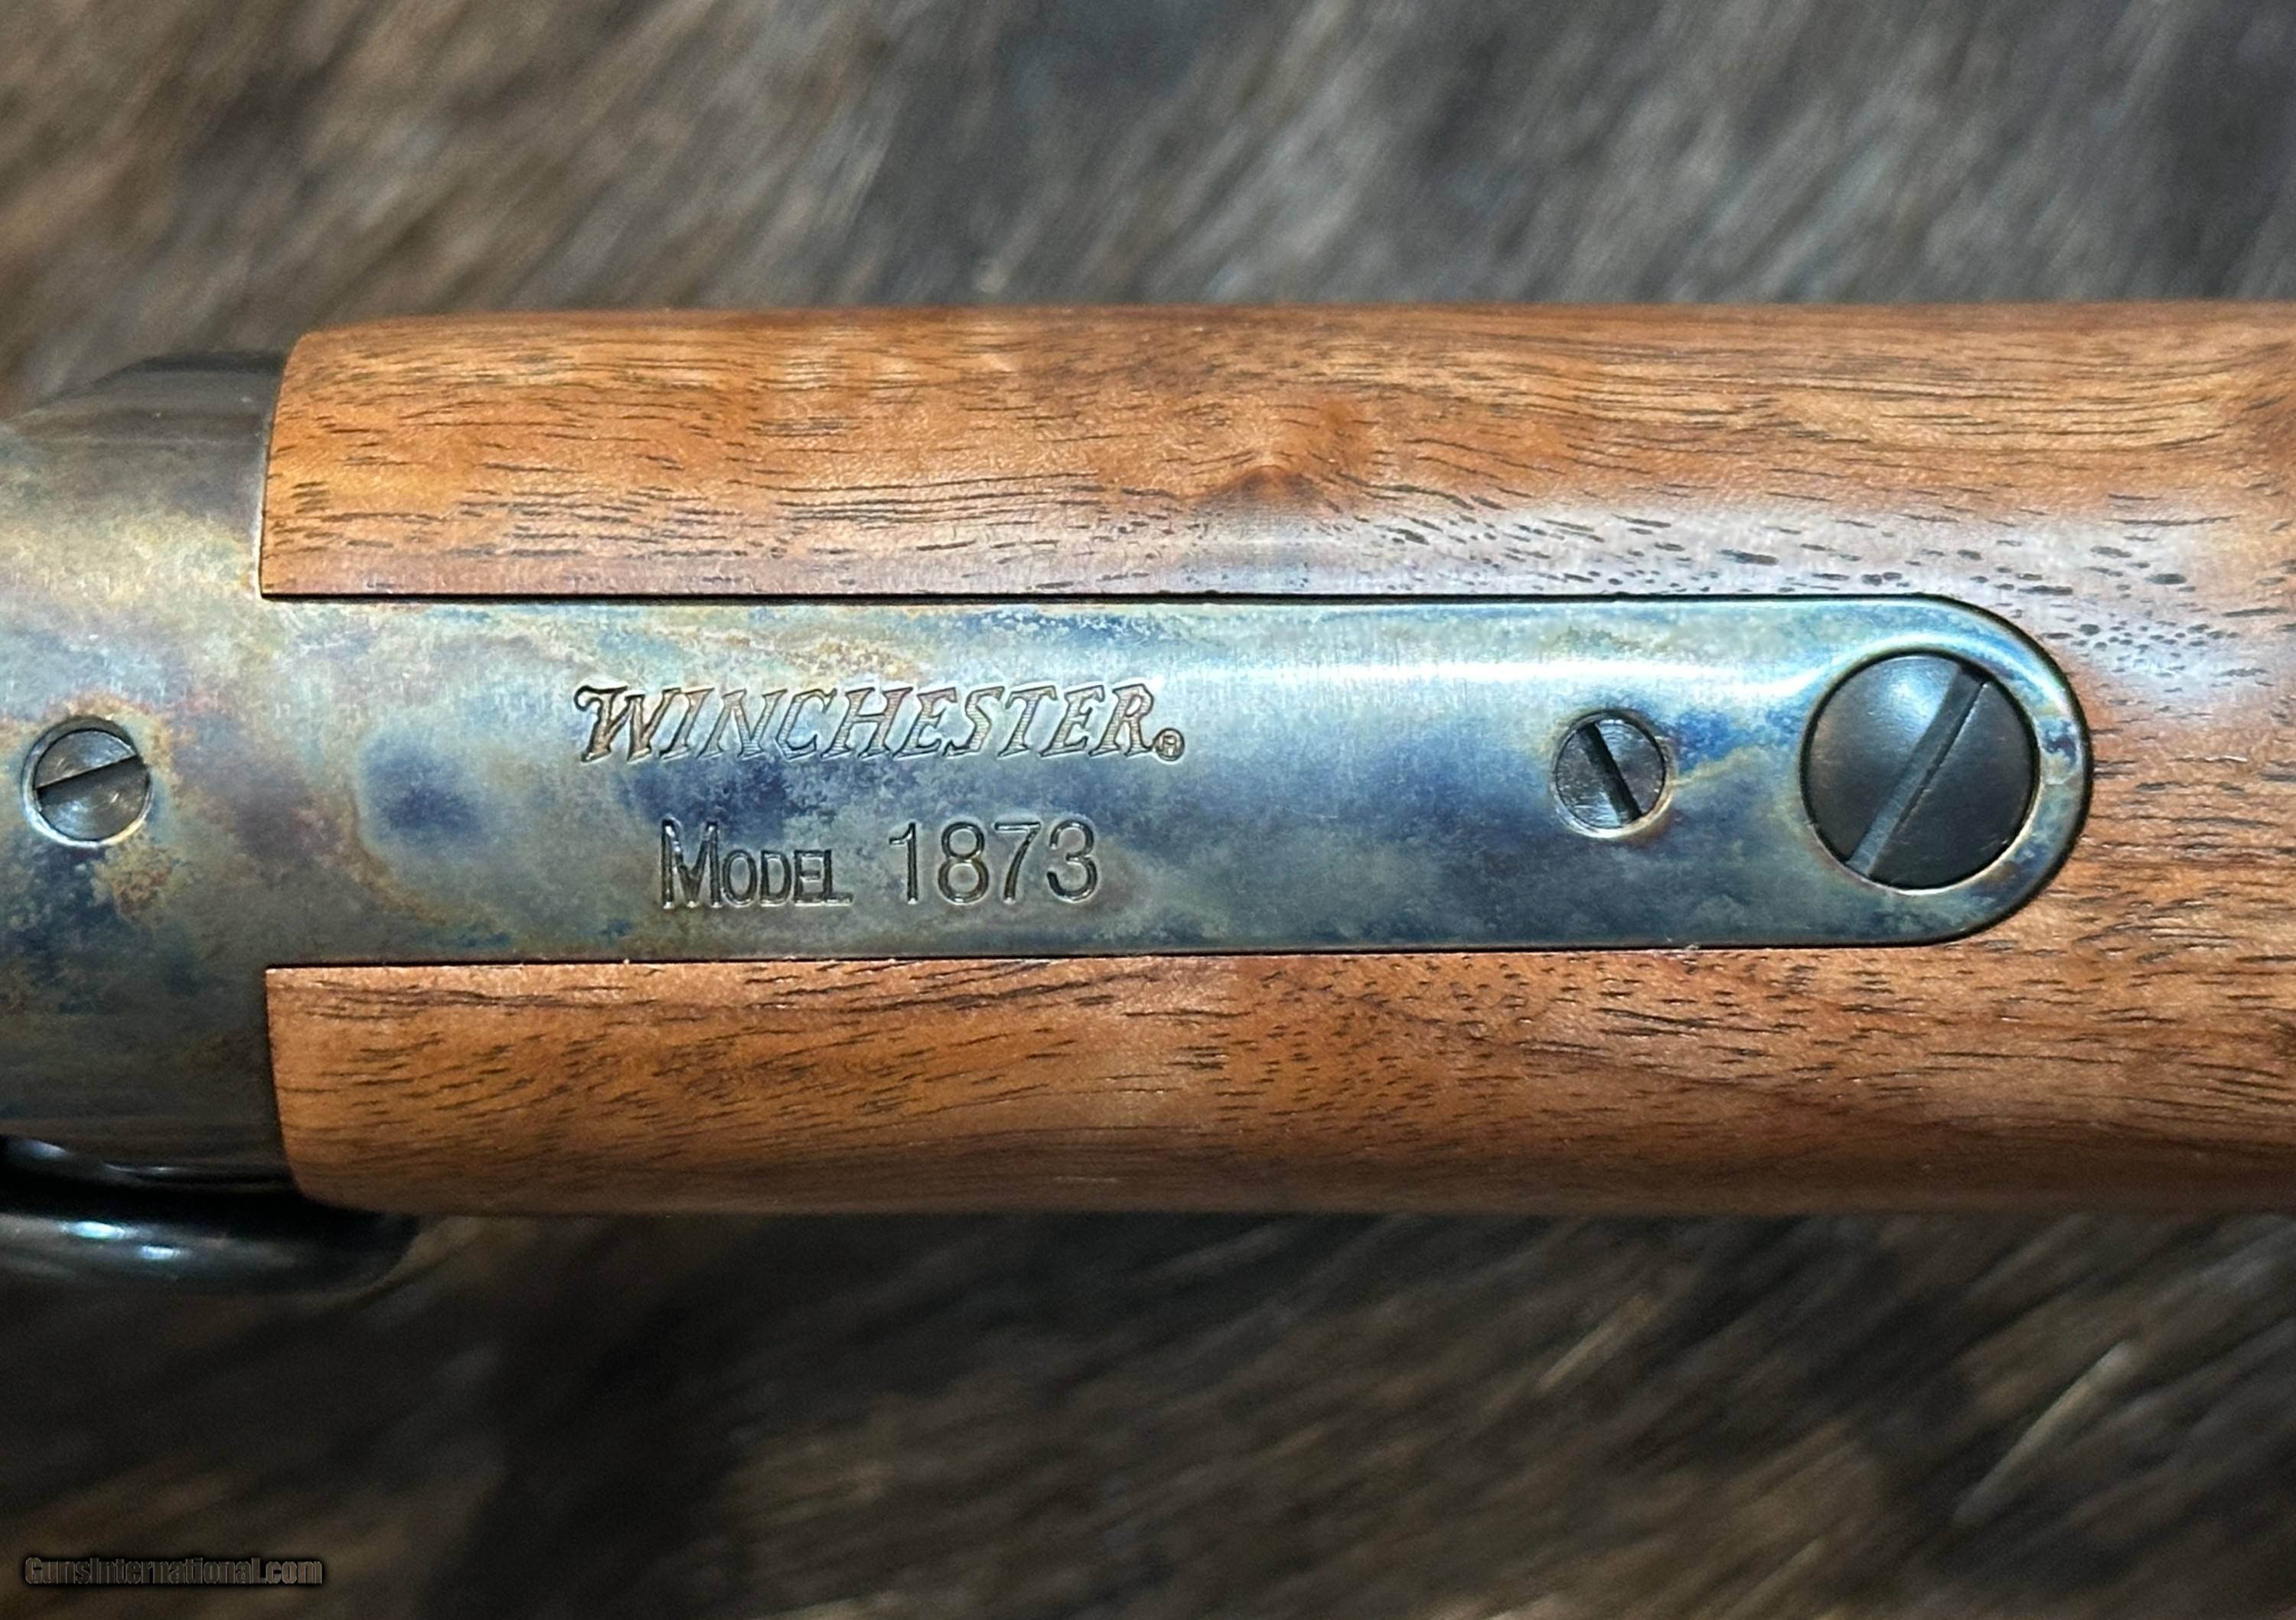 WINCHESTER®
MODEL 1873
GunsInternational.com